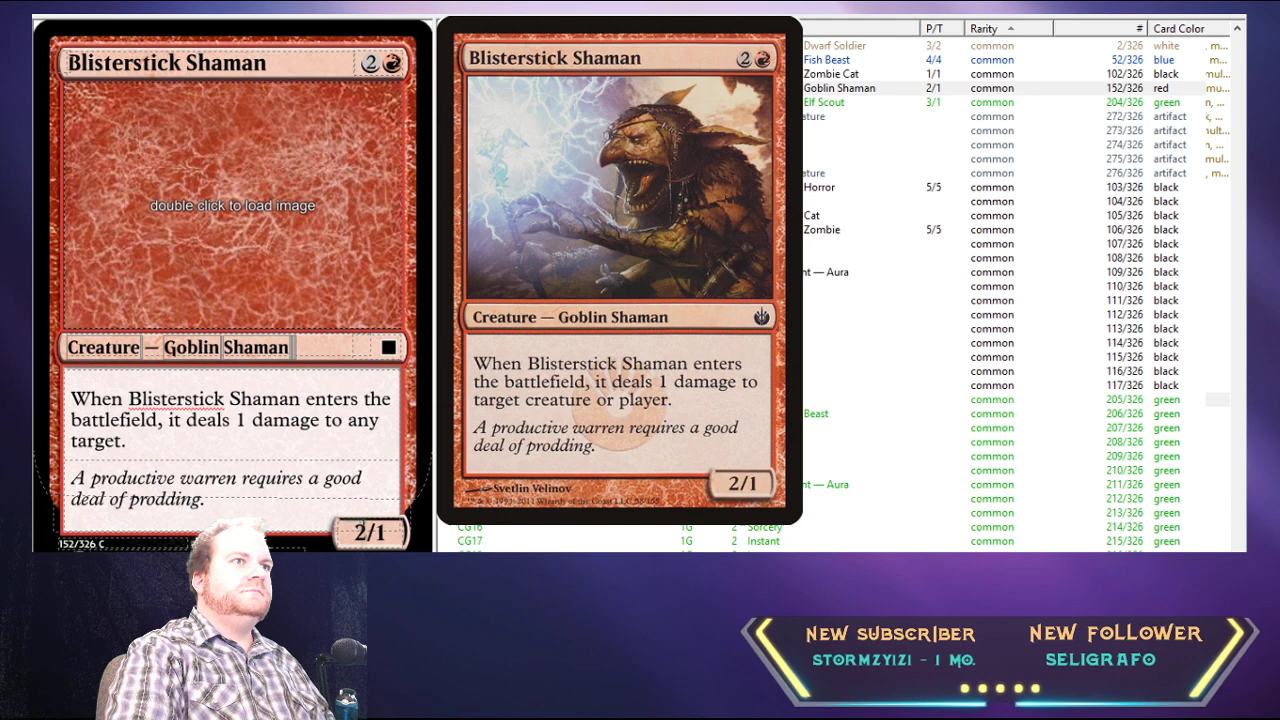 Blisterstick Shaman 2
double click to load image
Creature — Goblin Shaman
When Blisterstick Shaman enters the
battlefield, it deals 1 damage to any
target.
A productive warren requires a good
deal of prodding.
2/1
152/326 C
Blisterstick Shaman 2
Creature — Goblin Shaman
When Blisterstick Shaman enters
the battlefield, it deals 1 damage to
target creature or player.
A productive warren requires a good
deal of prodding.
Svetlin Velinov
2/1
P/T Rarity # Card Color
Dwarf Soldier 3/2 common 2/326 white , m...
Fish Beast 4/4 common 52/326 blue m...
Zombie Cat 1/1 common 102/326 black mul...
Goblin Shaman 2/1 common 152/326 red mu...
Elf Scout 3/1 common 204/326 green n, ...
ature common 272/326 artifact , ...
common 273/326 artifact ult...
common 274/326 artifact , ...
common 275/326 artifact mul...
ature common 276/326 artifact , m...
Horror 5/5 common 103/326 black
common 104/326 black
Cat common 105/326 black
Zombie 5/5 common 106/326 black
common 107/326 black
common 108/326 black
nt — Aura common 109/326 black
common 110/326 black
common 111/326 black
common 112/326 black
common 113/326 black
common 114/326 black
common 115/326 black
common 116/326 black
common 117/326 black
common 205/326 green
Beast common 206/326 green
common 207/326 green
common 208/326 green
common 209/326 green
common 210/326 green
nt — Aura common 211/326 green
common 212/326 green
common 213/326 green
CG16 1G 2 Sorcery common 214/326 green
CG17 1G 2 Instant common 215/326 green
NEW SUBSCRIBER
STORMZYIZI - 1 MO.
NEW FOLLOWER
SELIGRAFO